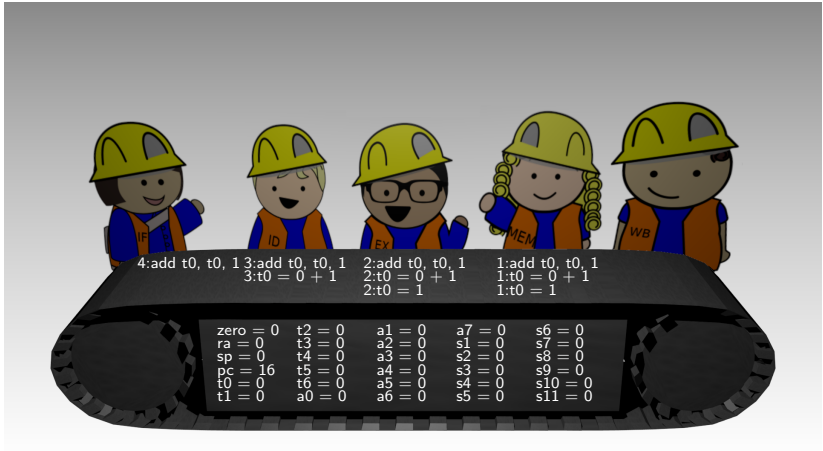 IF
ID
EX
MEM
WB
4:add t0, t0, 1
3:add t0, t0, 1
3:t0 = 0 + 1
2:add t0, t0, 1
2:t0 = 0 + 1
2:t0 = 1
1:add t0, t0, 1
1:t0 = 0 + 1
1:t0 = 1
zero = 0 t2 = 0 a1 = 0 a7 = 0 s6 = 0
ra = 0 t3 = 0 a2 = 0 s1 = 0 s7 = 0
sp = 0 t4 = 0 a3 = 0 s2 = 0 s8 = 0
pc = 16 t5 = 0 a4 = 0 s3 = 0 s9 = 0
t0 = 0 t6 = 0 a5 = 0 s4 = 0 s10 = 0
t1 = 0 a0 = 0 a6 = 0 s5 = 0 s11 = 0